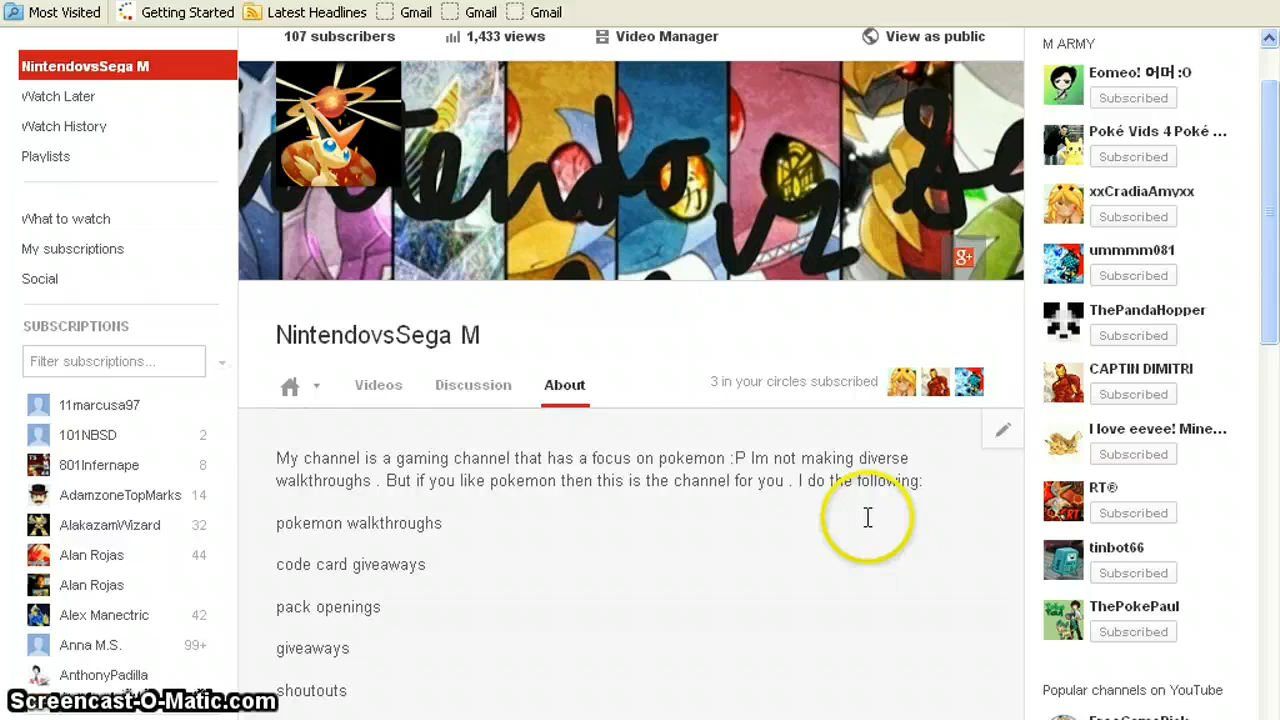 Most Visited
Getting Started
Latest Headlines
Gmail
Gmail
Gmail
107 subscribers
1,433 views
Video Manager
View as public
NintendovsSega M
Watch Later
Watch History
Playlists
What to watch
My subscriptions
Social
SUBSCRIPTIONS
Filter subscriptions...
11marcusa97
101NBSD 2
801Infernape 8
AdamzoneTopMarks 14
AlakazamWizard 32
Alan Rojas 44
Alan Rojas
Alex Manectric 42
Anna M.S. 99+
AnthonyPadilla
Nintendo vs Se
g+
NintendovsSega M
Videos
Discussion
About
3 in your circles subscribed
My channel is a gaming channel that has a focus on pokemon :P Im not making diverse
walkthroughs . But if you like pokemon then this is the channel for you . I do the following:
pokemon walkthroughs
code card giveaways
pack openings
giveaways
shoutouts
M ARMY
Eomeo! 어머 :O
Subscribed
Poké Vids 4 Poké ...
Subscribed
xxCradiaAmyxx
Subscribed
ummmm081
Subscribed
ThePandaHopper
Subscribed
CAPTIN DIMITRI
Subscribed
I love eevee! Mine...
Subscribed
RT®
Subscribed
tinbot66
Subscribed
ThePokePaul
Subscribed
Popular channels on YouTube
Screencast-O-Matic.com